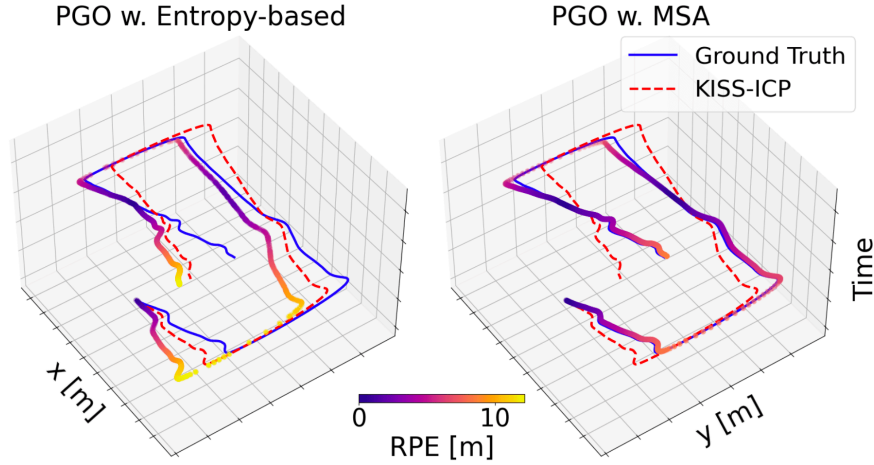 PGO w. Entropy-based
PGO w. MSA
Ground Truth
KISS-ICP
Time
x [m]
y [m]
0
10
RPE [m]